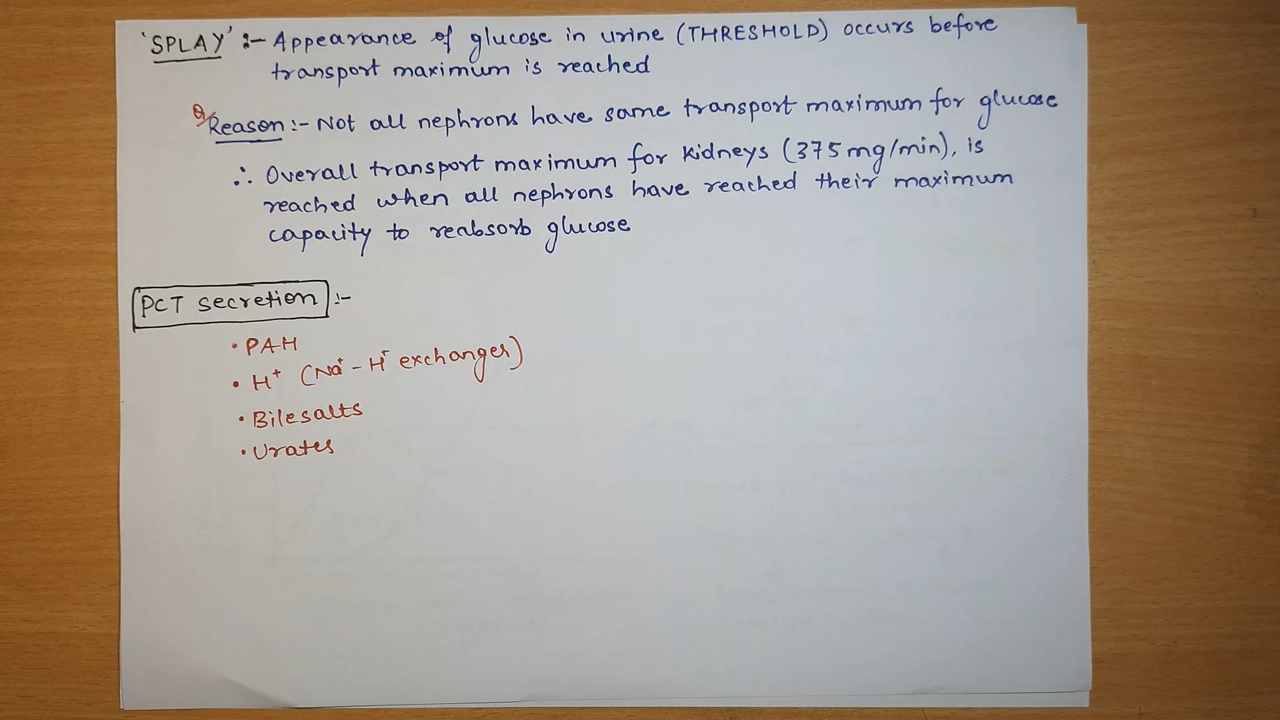 'SPLAY' :- Appearance of glucose in urine (THRESHOLD) occurs before
transport maximum is reached
Q/ Reason :- Not all nephrons have same transport maximum for glucose
∴ Overall transport maximum for kidneys (375 mg/min), is
reached when all nephrons have reached their maximum
capacity to reabsorb glucose
PCT secretion :-
• PAH
• H⁺ (Na⁺ - H⁺ exchanger)
• Bile salts
• Urates